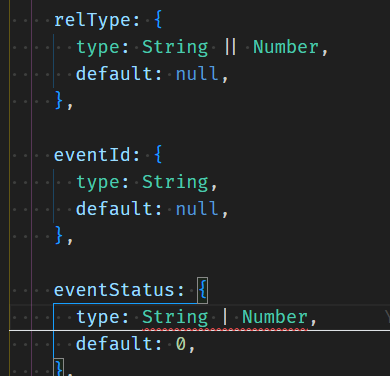 relType: {
type: String || Number,
default: null,
},
eventId: {
type: String,
default: null,
},
eventStatus: {
type: String | Number,
default: 0,
},